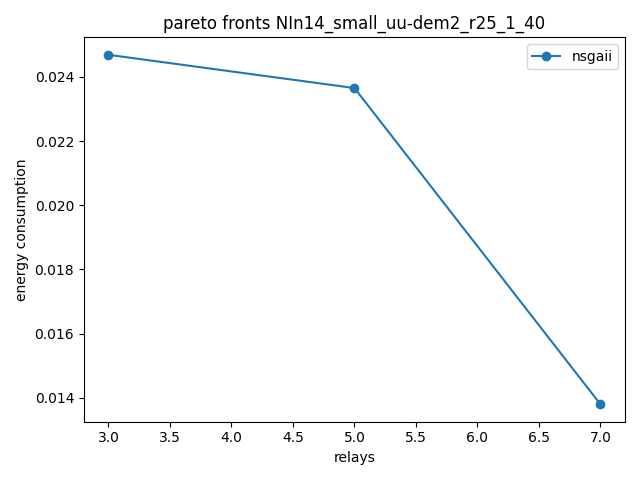 pareto fronts NIn14_small_uu-dem2_r25_1_40
nsgaii
energy consumption
0.024
0.022
0.020
0.018
0.016
0.014
3.0 3.5 4.0 4.5 5.0 5.5 6.0 6.5 7.0
relays